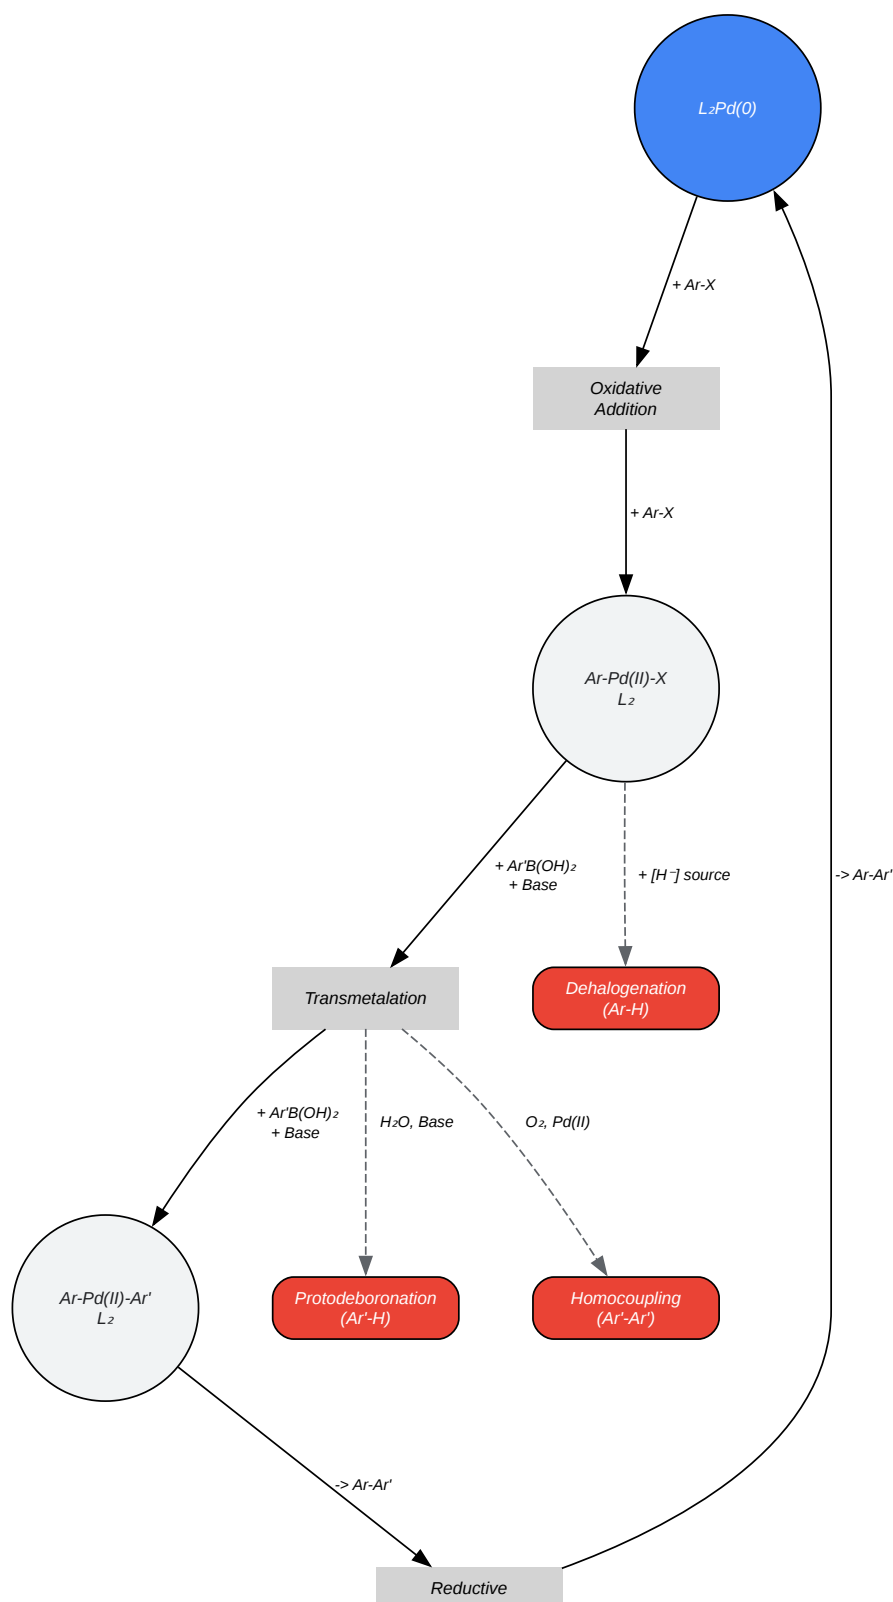 L₂Pd(0)
+ Ar-X
Oxidative
Addition
+ Ar-X
Ar-Pd(II)-X
L₂
+ Ar'B(OH)₂
+ Base
+ [H⁻] source
-> Ar-Ar'
Transmetalation
Dehalogenation
(Ar-H)
+ Ar'B(OH)₂
+ Base
H₂O, Base
O₂, Pd(II)
Ar-Pd(II)-Ar'
L₂
Protodeboronation
(Ar'-H)
Homocoupling
(Ar'-Ar')
-> Ar-Ar'
Reductive